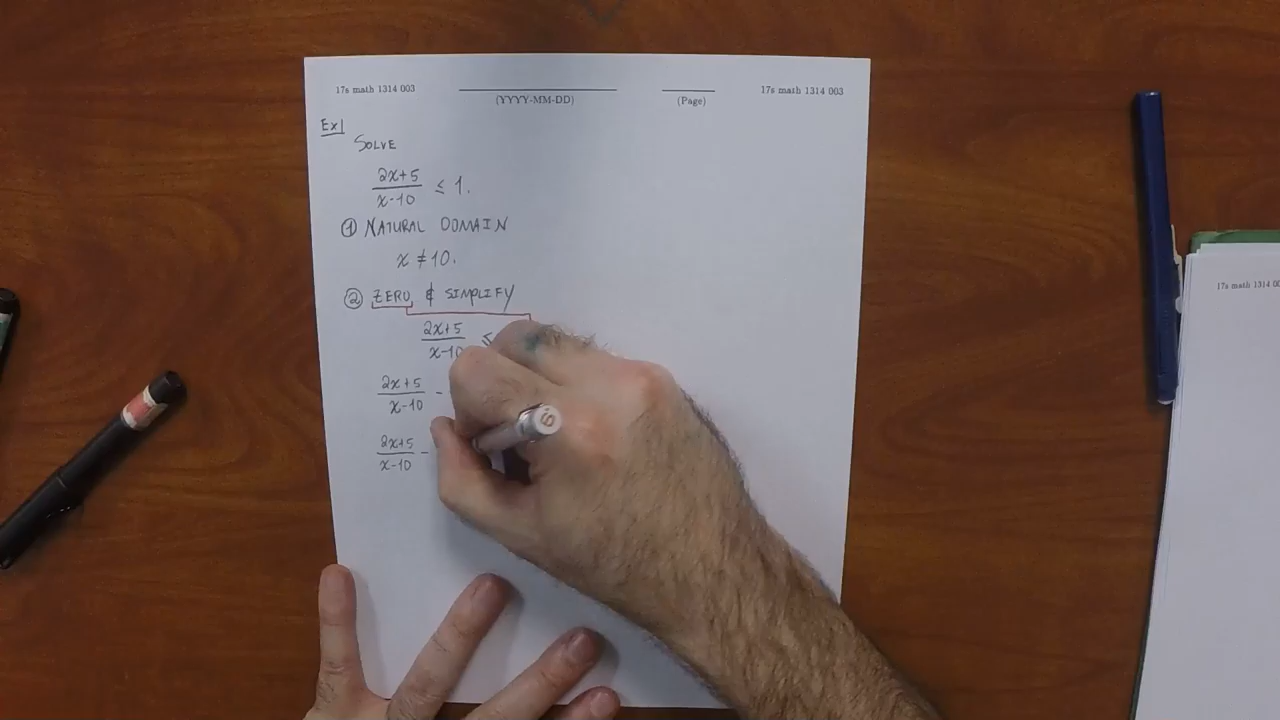 17s math 1314 003 (YYYY-MM-DD) (Page) 17s math 1314 003
Ex1
SOLVE
2x+5
x-10 ≤ 1.
① NATURAL DOMAIN
x ≠ 10.
② ZERO & SIMPLIFY
2x+5
x-10 ≤
2x+5
x-10 -
2x+5
x-10 -
17s math 1314 00